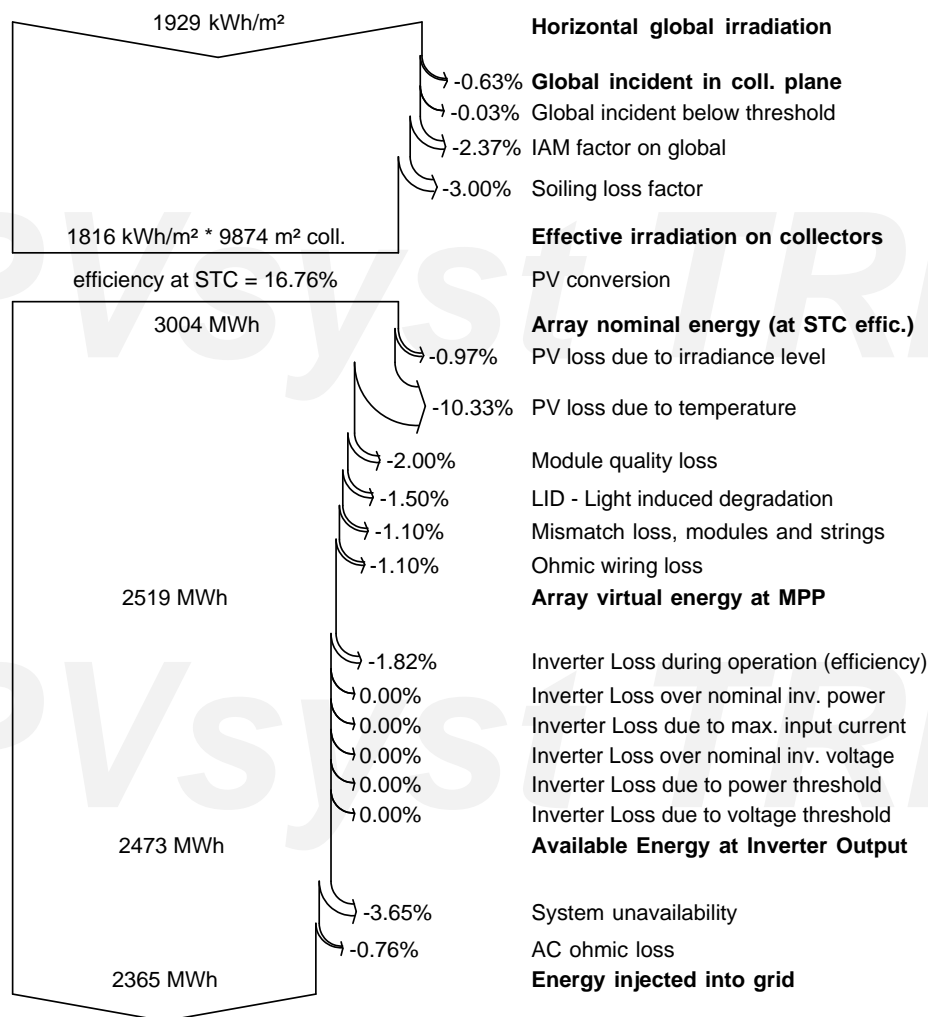 1929 kWh/m² Horizontal global irradiation
-0.63% Global incident in coll. plane
-0.03% Global incident below threshold
-2.37% IAM factor on global
-3.00% Soiling loss factor
1816 kWh/m² * 9874 m² coll. Effective irradiation on collectors
efficiency at STC = 16.76% PV conversion
3004 MWh Array nominal energy (at STC effic.)
-0.97% PV loss due to irradiance level
-10.33% PV loss due to temperature
-2.00% Module quality loss
-1.50% LID - Light induced degradation
-1.10% Mismatch loss, modules and strings
-1.10% Ohmic wiring loss
2519 MWh Array virtual energy at MPP
-1.82% Inverter Loss during operation (efficiency)
0.00% Inverter Loss over nominal inv. power
0.00% Inverter Loss due to max. input current
0.00% Inverter Loss over nominal inv. voltage
0.00% Inverter Loss due to power threshold
0.00% Inverter Loss due to voltage threshold
2473 MWh Available Energy at Inverter Output
-3.65% System unavailability
-0.76% AC ohmic loss
2365 MWh Energy injected into grid
PVsyst TRI
PVsyst TRI